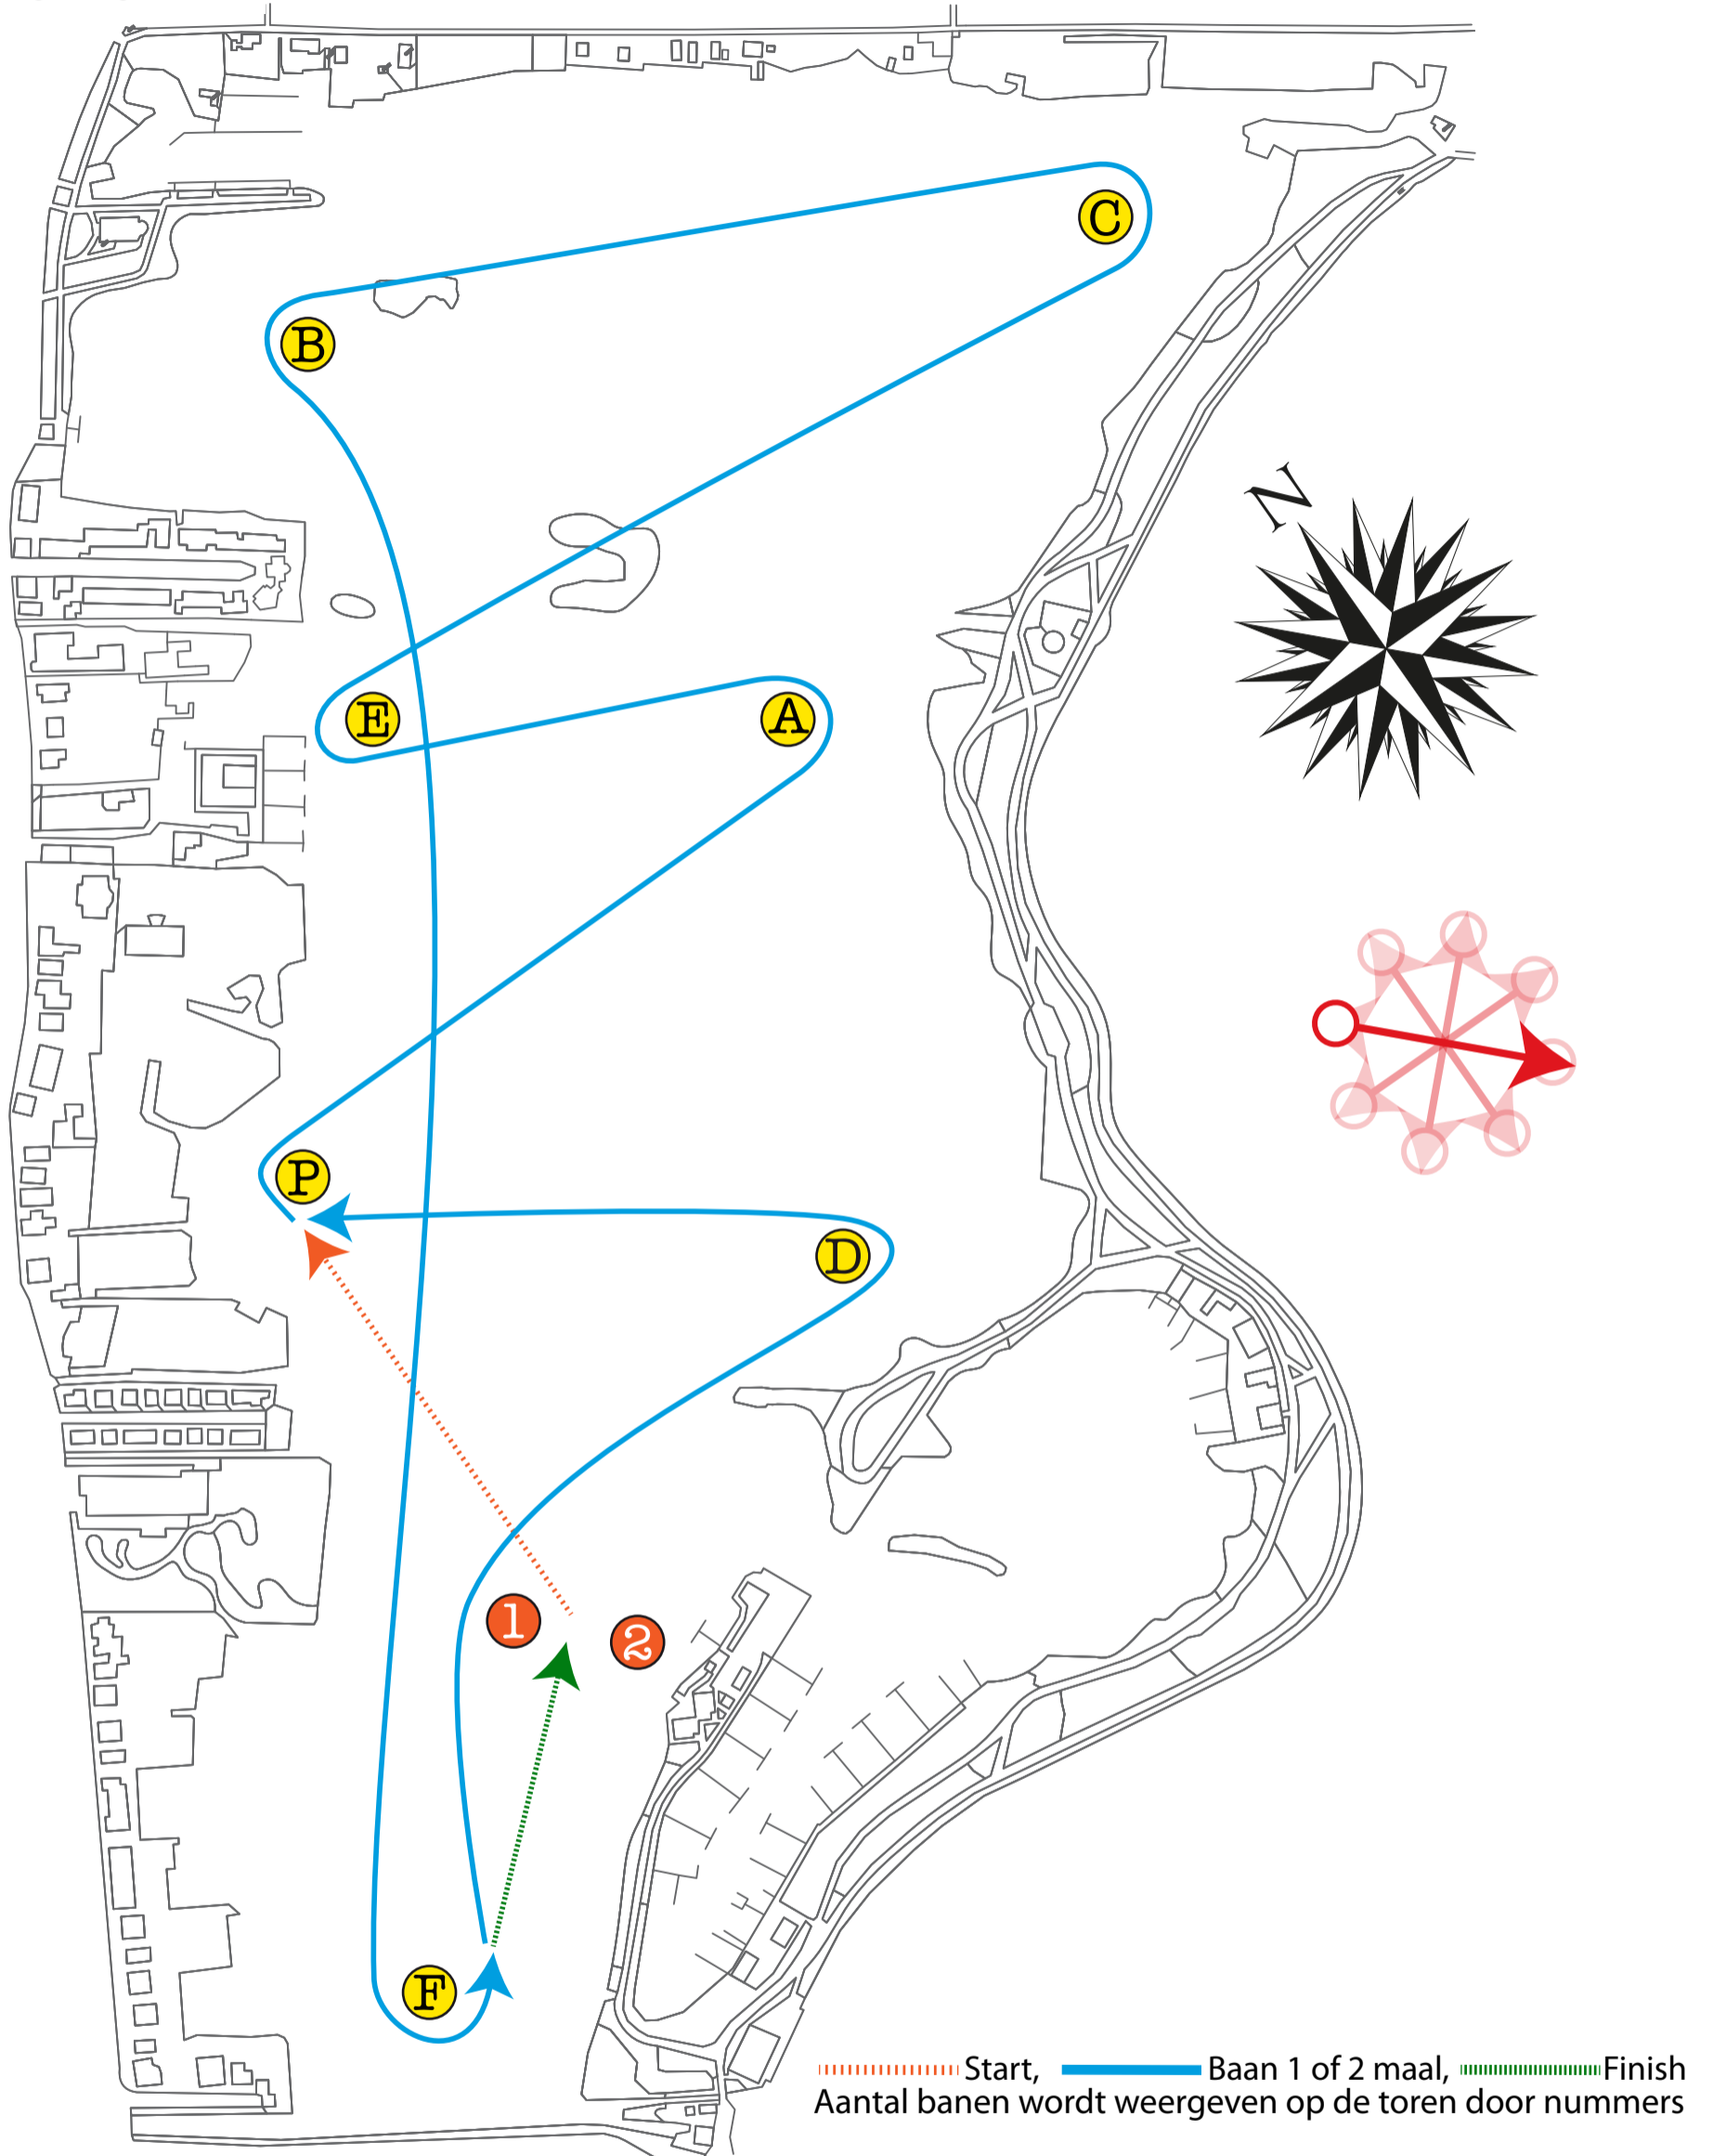 C
B
N
E
A
P
D
1
2
F
Start, Baan 1 of 2 maal, Finish
Aantal banen wordt weergeven op de toren door nummers